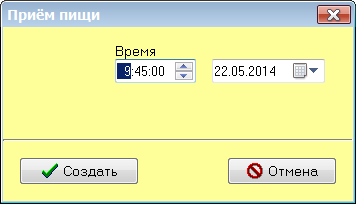 Приём пищи
Время
9:45:00 22.05.2014
Создать Отмена